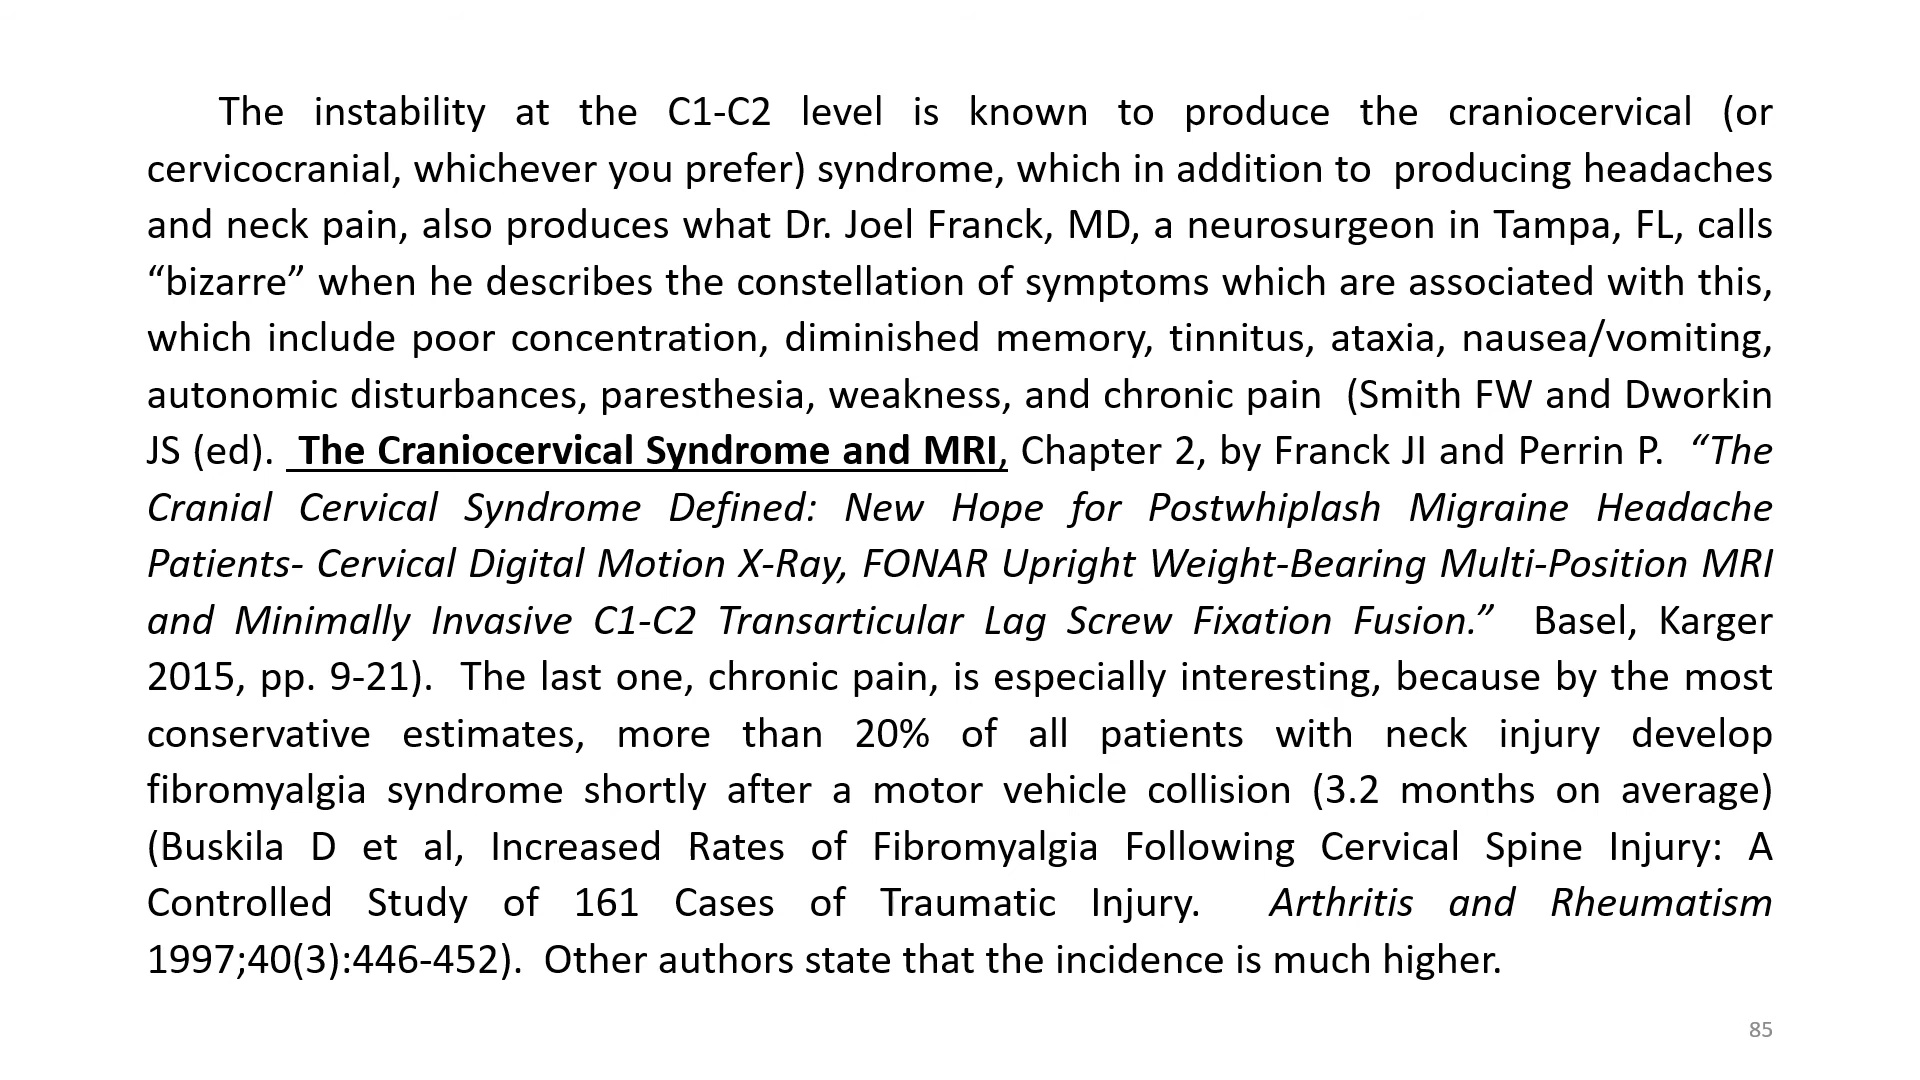 The instability at the C1-C2 level is known to produce the craniocervical (or
cervicocranial, whichever you prefer) syndrome, which in addition to  producing headaches
and neck pain, also produces what Dr. Joel Franck, MD, a neurosurgeon in Tampa, FL, calls
“bizarre” when he describes the constellation of symptoms which are associated with this,
which include poor concentration, diminished memory, tinnitus, ataxia, nausea/vomiting,
autonomic disturbances, paresthesia, weakness, and chronic pain  (Smith FW and Dworkin
JS (ed).  The Craniocervical Syndrome and MRI, Chapter 2, by Franck JI and Perrin P.  “The
Cranial Cervical Syndrome Defined: New Hope for Postwhiplash Migraine Headache
Patients- Cervical Digital Motion X-Ray, FONAR Upright Weight-Bearing Multi-Position MRI
and Minimally Invasive C1-C2 Transarticular Lag Screw Fixation Fusion.”  Basel, Karger
2015, pp. 9-21).  The last one, chronic pain, is especially interesting, because by the most
conservative estimates, more than 20% of all patients with neck injury develop
fibromyalgia syndrome shortly after a motor vehicle collision (3.2 months on average)
(Buskila D et al, Increased Rates of Fibromyalgia Following Cervical Spine Injury: A
Controlled Study of 161 Cases of Traumatic Injury.  Arthritis and Rheumatism
1997;40(3):446-452).  Other authors state that the incidence is much higher.
85